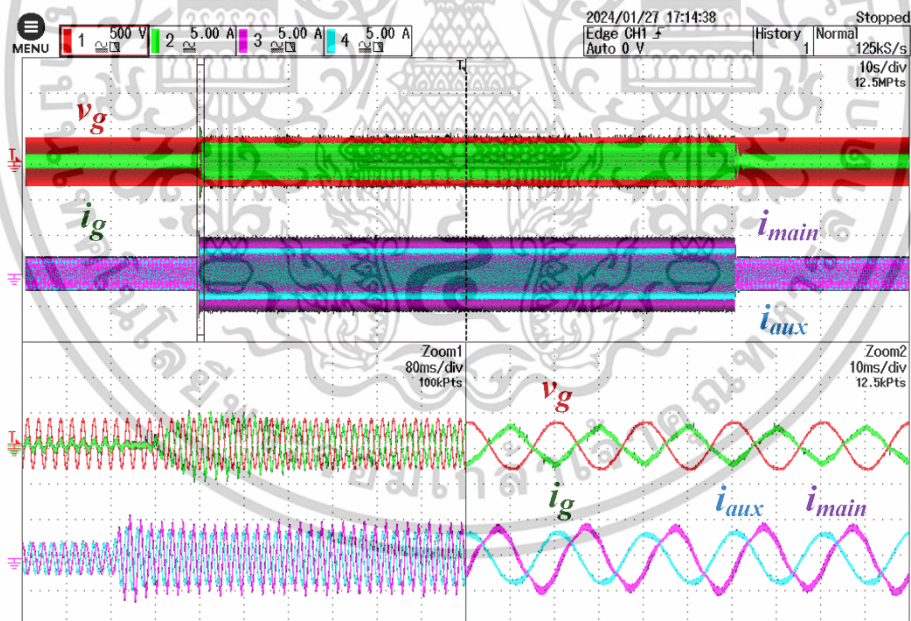 2024/01/27 17:14:38 Stopped
MENU 1 500 V 2 5.00 A 3 5.00 A 4 5.00 A Edge CH1 Auto 0 V History 1 Normal 125kS/s
10s/div
12.5MPts
T
vg
ig
imain
iaux
Zoom1
80ms/div
100kPts
Zoom2
10ms/div
12.5kPts
vg
ig iaux imain